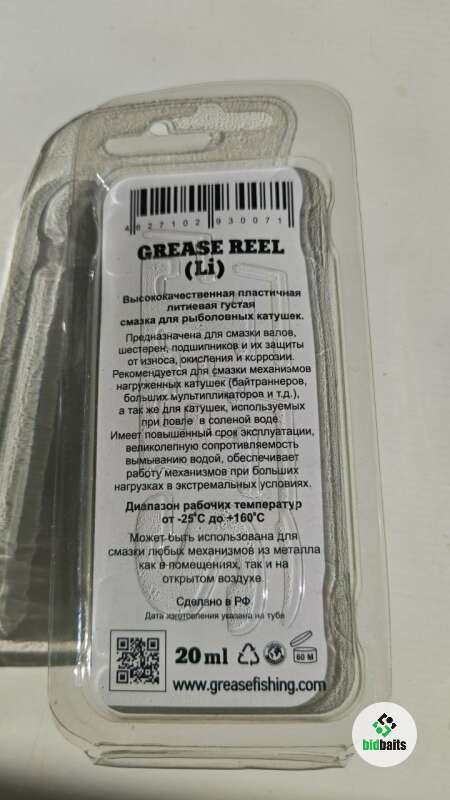 4627102930071
GREASE REEL
(Li)
Высококачественная пластичная
литиевая густая
смазка для рыболовных катушек.
Предназначена для смазки валов,
шестерен, подшипников и их защиты
от износа, окисления и коррозии.
Рекомендуется для смазки механизмов
нагруженных катушек (байтраннеров,
больших мультипликаторов и т.д.),
а так же для катушек, используемых
при ловле в соленой воде.
Имеет повышенный срок эксплуатации,
великолепную сопротивляемость
вымыванию водой, обеспечивает
работу механизмов при больших
нагрузках в экстремальных условиях.
Диапазон рабочих температур
от -25°С до +160°С
Может быть использована для
смазки любых механизмов из металла
как в помещениях, так и на
открытом воздухе.
Сделано в РФ
Дата изготовления указана на тубе
20 ml
60 M
www.greasefishing.com
bidbaits